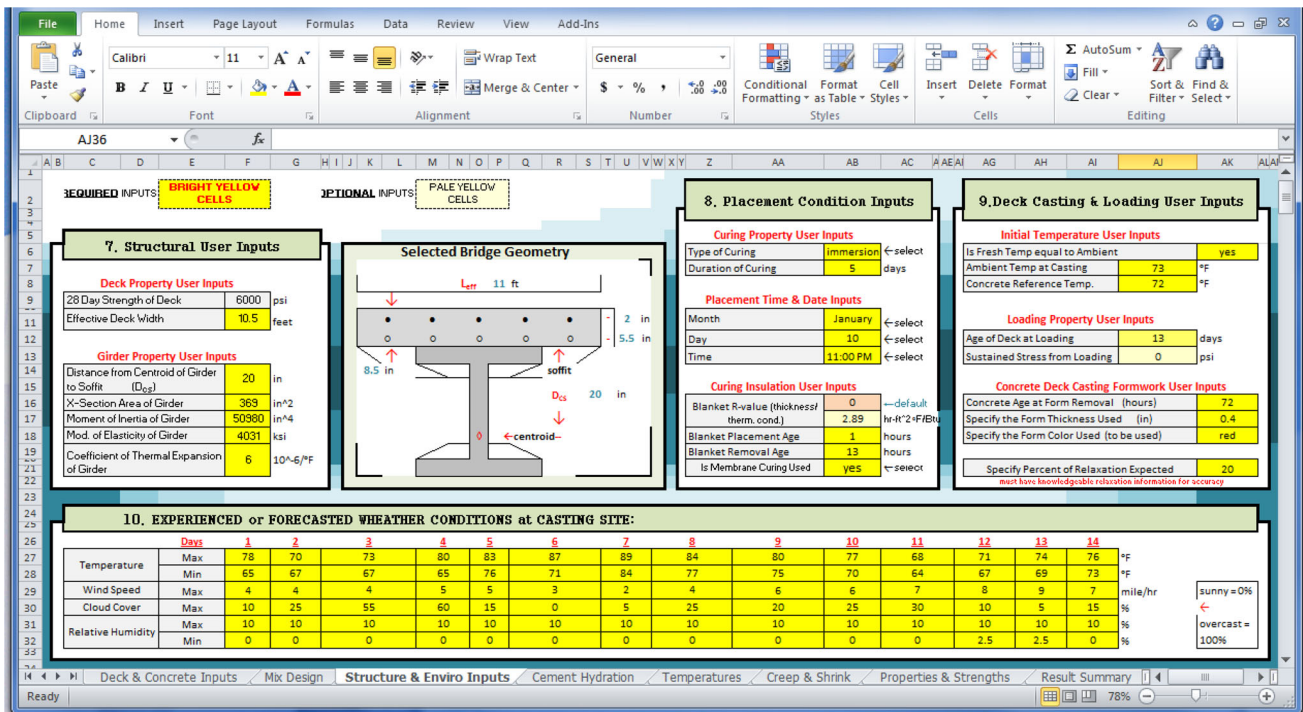 File Home Insert Page Layout Formulas Data Review View Add-Ins
Calibri 11 Wrap Text General Σ AutoSum
Paste B I U Merge & Center $ % , Conditional Formatting Format as Table Cell Styles Insert Delete Format Fill Clear Sort & Filter Find & Select
Clipboard Font Alignment Number Styles Cells Editing
AJ36 fx
A B C D E F G H I J K L M N O P Q R S T U V W X Y Z AA AB AC AG AH AI AJ AK
REQUIRED INPUTS BRIGHT YELLOW CELLS
OPTIONAL INPUTS PALE YELLOW CELLS
7. Structural User Inputs
Deck Property User Inputs
28 Day Strength of Deck 6000 psi
Effective Deck Width 10.5 feet
Girder Property User Inputs
Distance from Centroid of Girder to Soffit (DCS) 20 in
X-Section Area of Girder 369 in^2
Moment of Inertia of Girder 50980 in^4
Mod. of Elasticity of Girder 4031 ksi
Coefficient of Thermal Expansion of Girder 6 10^-6/°F
Selected Bridge Geometry
Leff 11 ft
- 2 in
- 5.5 in
8.5 in soffit
Dcs 20 in
←centroid--
8. Placement Condition Inputs
Curing Property User Inputs
Type of Curing immersion ←select
Duration of Curing 5 days
Placement Time & Date Inputs
Month January ←select
Day 10 ←select
Time 11:00 PM ←select
Curing Insulation User Inputs
Blanket R-value (thickness/ therm. cond.) 0 ←default
2.89 hr-ft^2-°F/Btu
Blanket Placement Age 1 hours
Blanket Removal Age 13 hours
Is Membrane Curing Used yes ←select
9.Deck Casting & Loading User Inputs
Initial Temperature User Inputs
Is Fresh Temp equal to Ambient yes
Ambient Temp at Casting 73 °F
Concrete Reference Temp. 72 °F
Loading Property User Inputs
Age of Deck at Loading 13 days
Sustained Stress from Loading 0 psi
Concrete Deck Casting Formwork User Inputs
Concrete Age at Form Removal (hours) 72
Specify the Form Thickness Used (in) 0.4
Specify the Form Color Used (to be used) red
Specify Percent of Relaxation Expected 20
must have knowledgeable relaxation information for accuracy
10. EXPERIENCED or FORECASTED WHEATHER CONDITIONS at CASTING SITE:
Days 1 2 3 4 5 6 7 8 9 10 11 12 13 14
Temperature Max 78 70 73 80 83 87 89 84 80 77 68 71 74 76 °F
Min 65 67 67 65 76 71 84 77 75 70 64 67 69 73 °F
Wind Speed Max 4 4 4 5 5 3 2 4 6 6 7 8 9 7 mile/hr
Cloud Cover Max 10 25 55 60 15 0 5 25 20 25 30 10 5 15 %
Relative Humidity Max 10 10 10 10 10 10 10 10 10 10 10 10 10 10 %
Min 0 0 0 0 0 0 0 0 0 0 0 2.5 2.5 0 %
sunny=0%
←
overcast =
100%
Deck & Concrete Inputs Mix Design Structure & Enviro Inputs Cement Hydration Temperatures Creep & Shrink Properties & Strengths Result Summary
Ready 78%